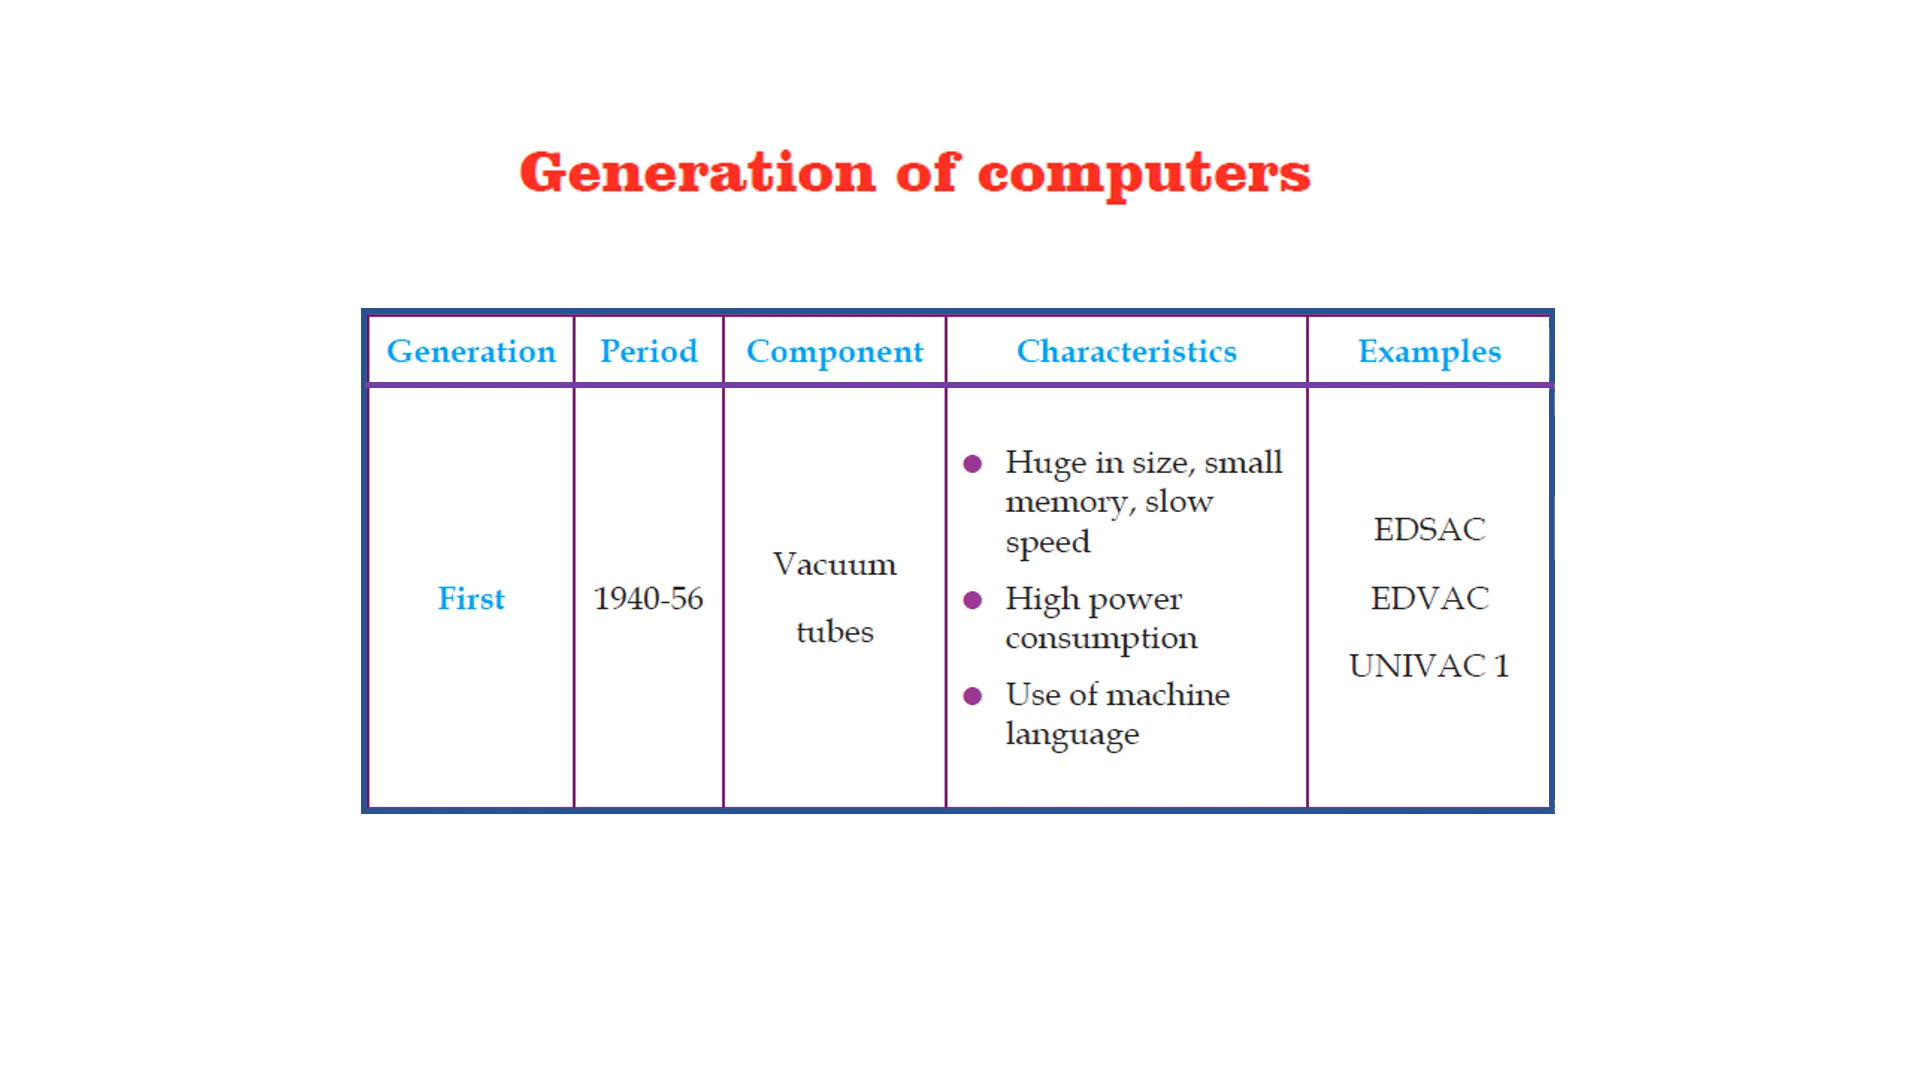 Generation of computers
Generation Period Component Characteristics Examples
First
1940-56
Vacuum
tubes
● Huge in size, small
memory, slow
speed
● High power
consumption
● Use of machine
language
EDSAC
EDVAC
UNIVAC 1